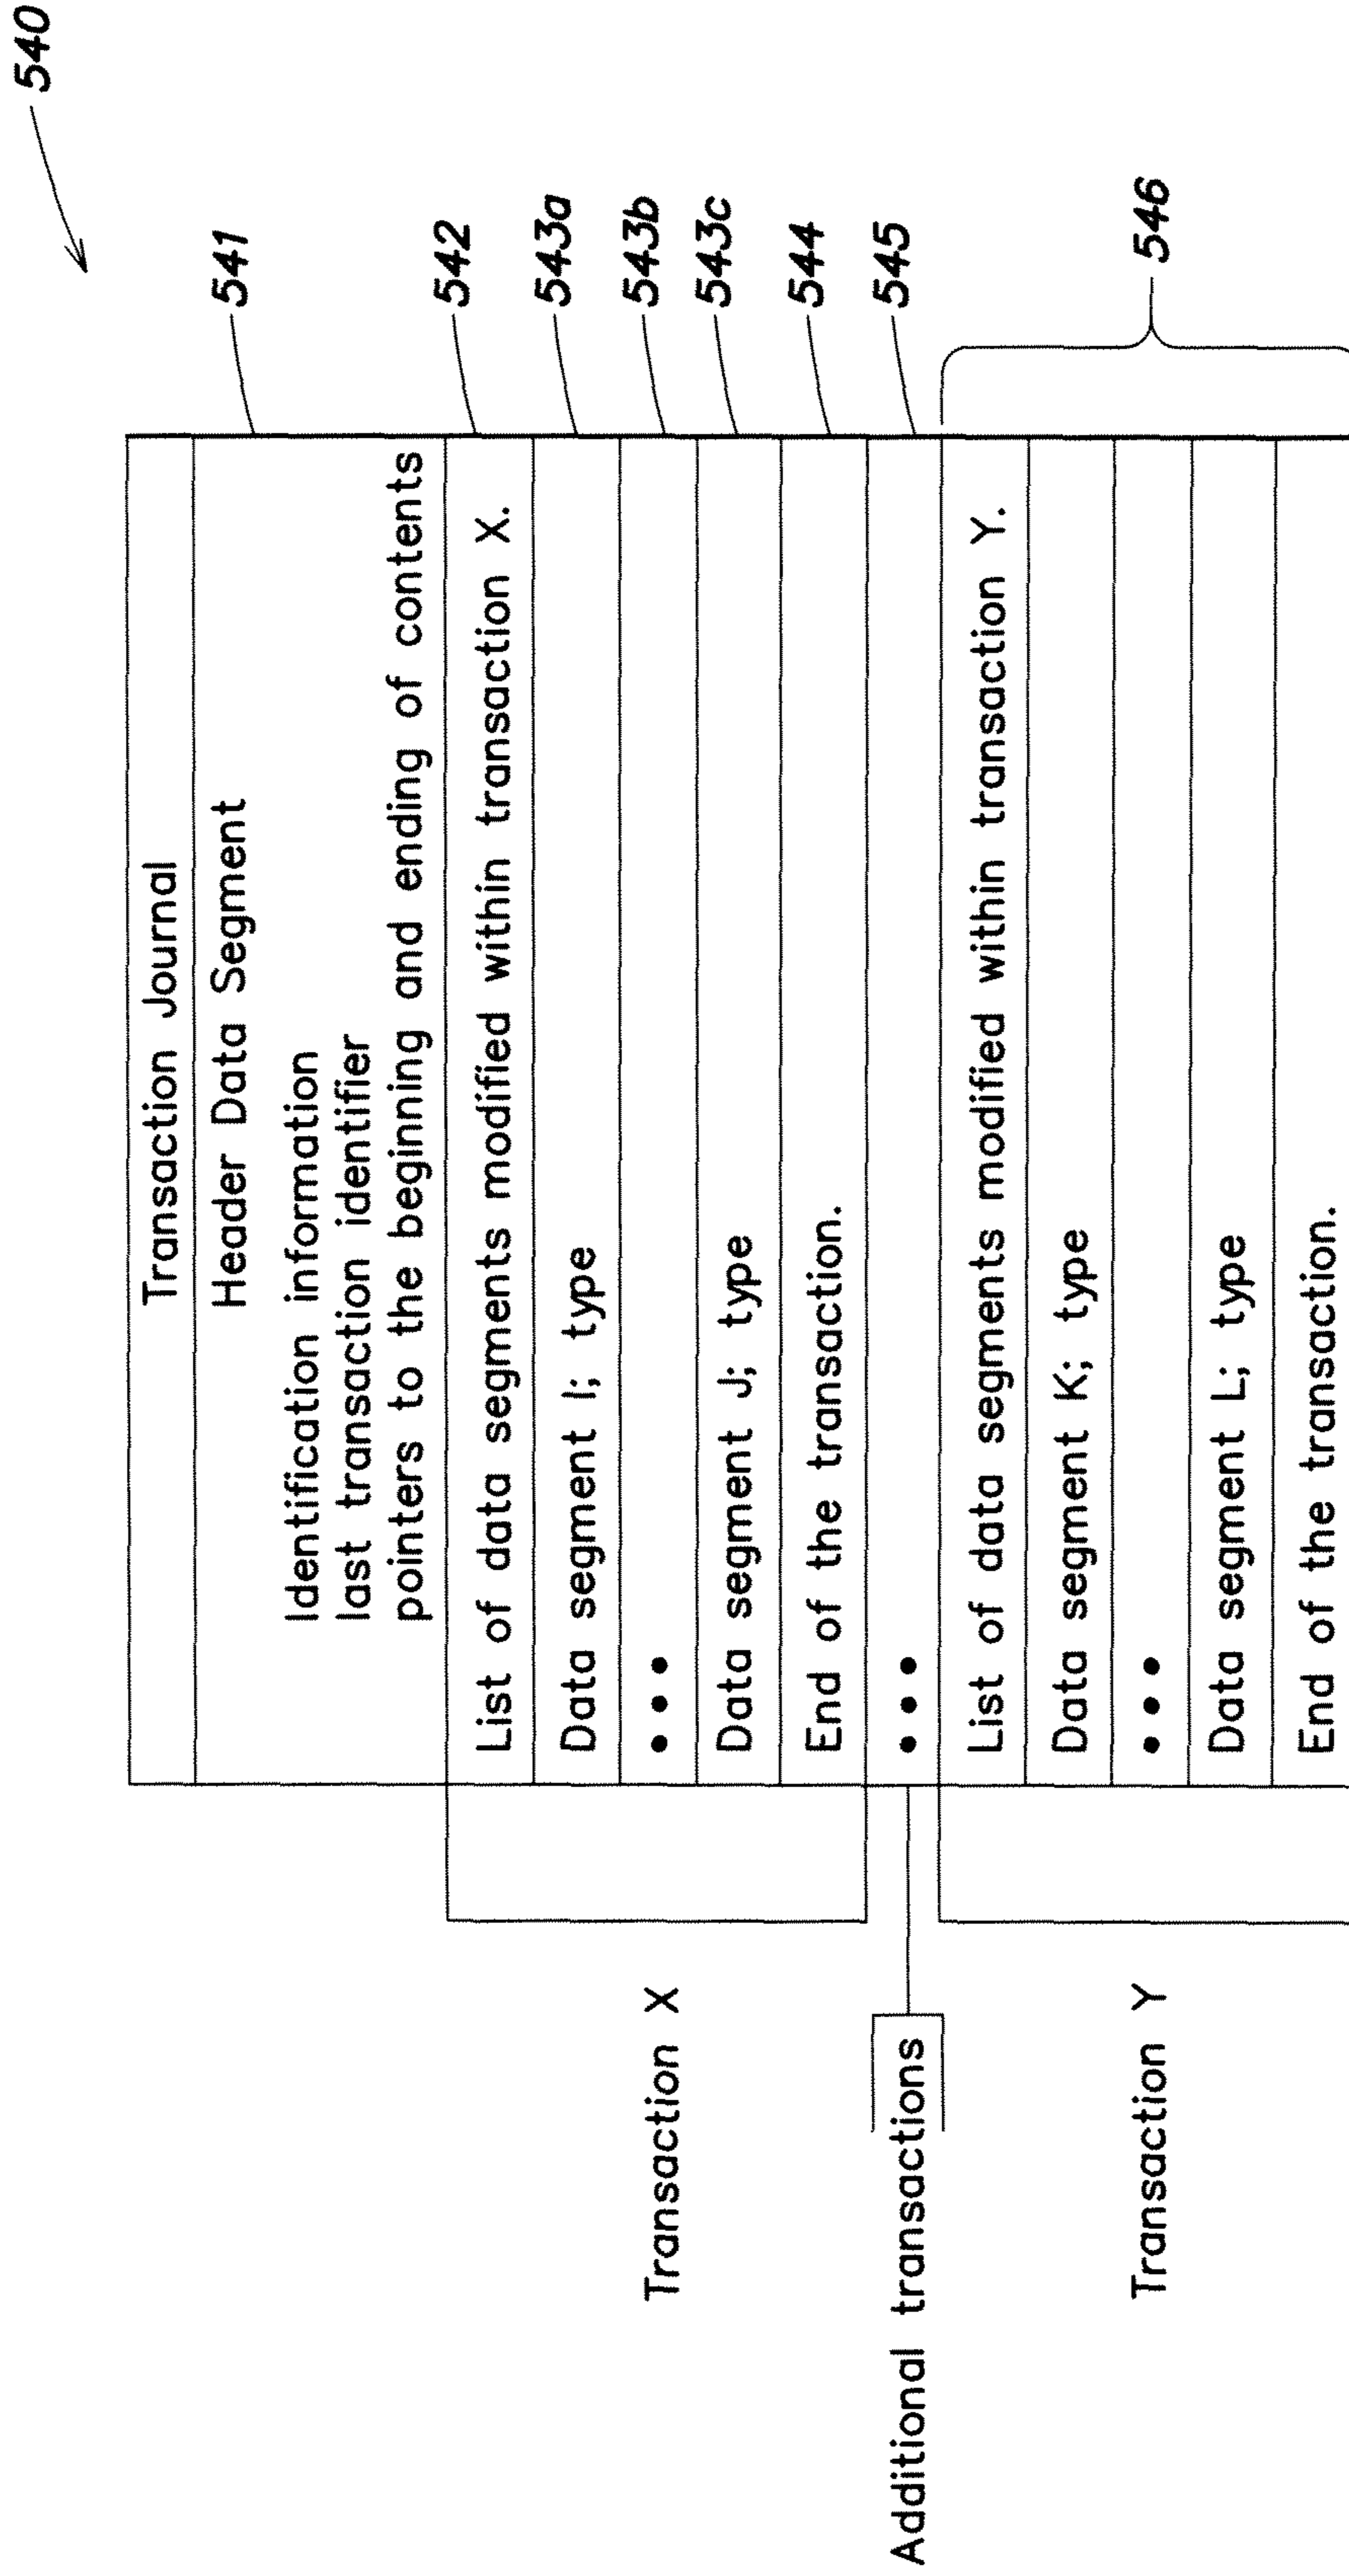 540
Transaction Journal
Header Data Segment
541
Identification information
last transaction identifier
pointers to the beginning and ending of contents
List of data segments modified within transaction X.
542
Data segment I; type
543a
•••
543b
Transaction X
Data segment J; type
543c
End of the transaction.
544
Additional transactions
•••
545
List of data segments modified within transaction Y.
Data segment K; type
Transaction Y
•••
546
Data segment L; type
End of the transaction.